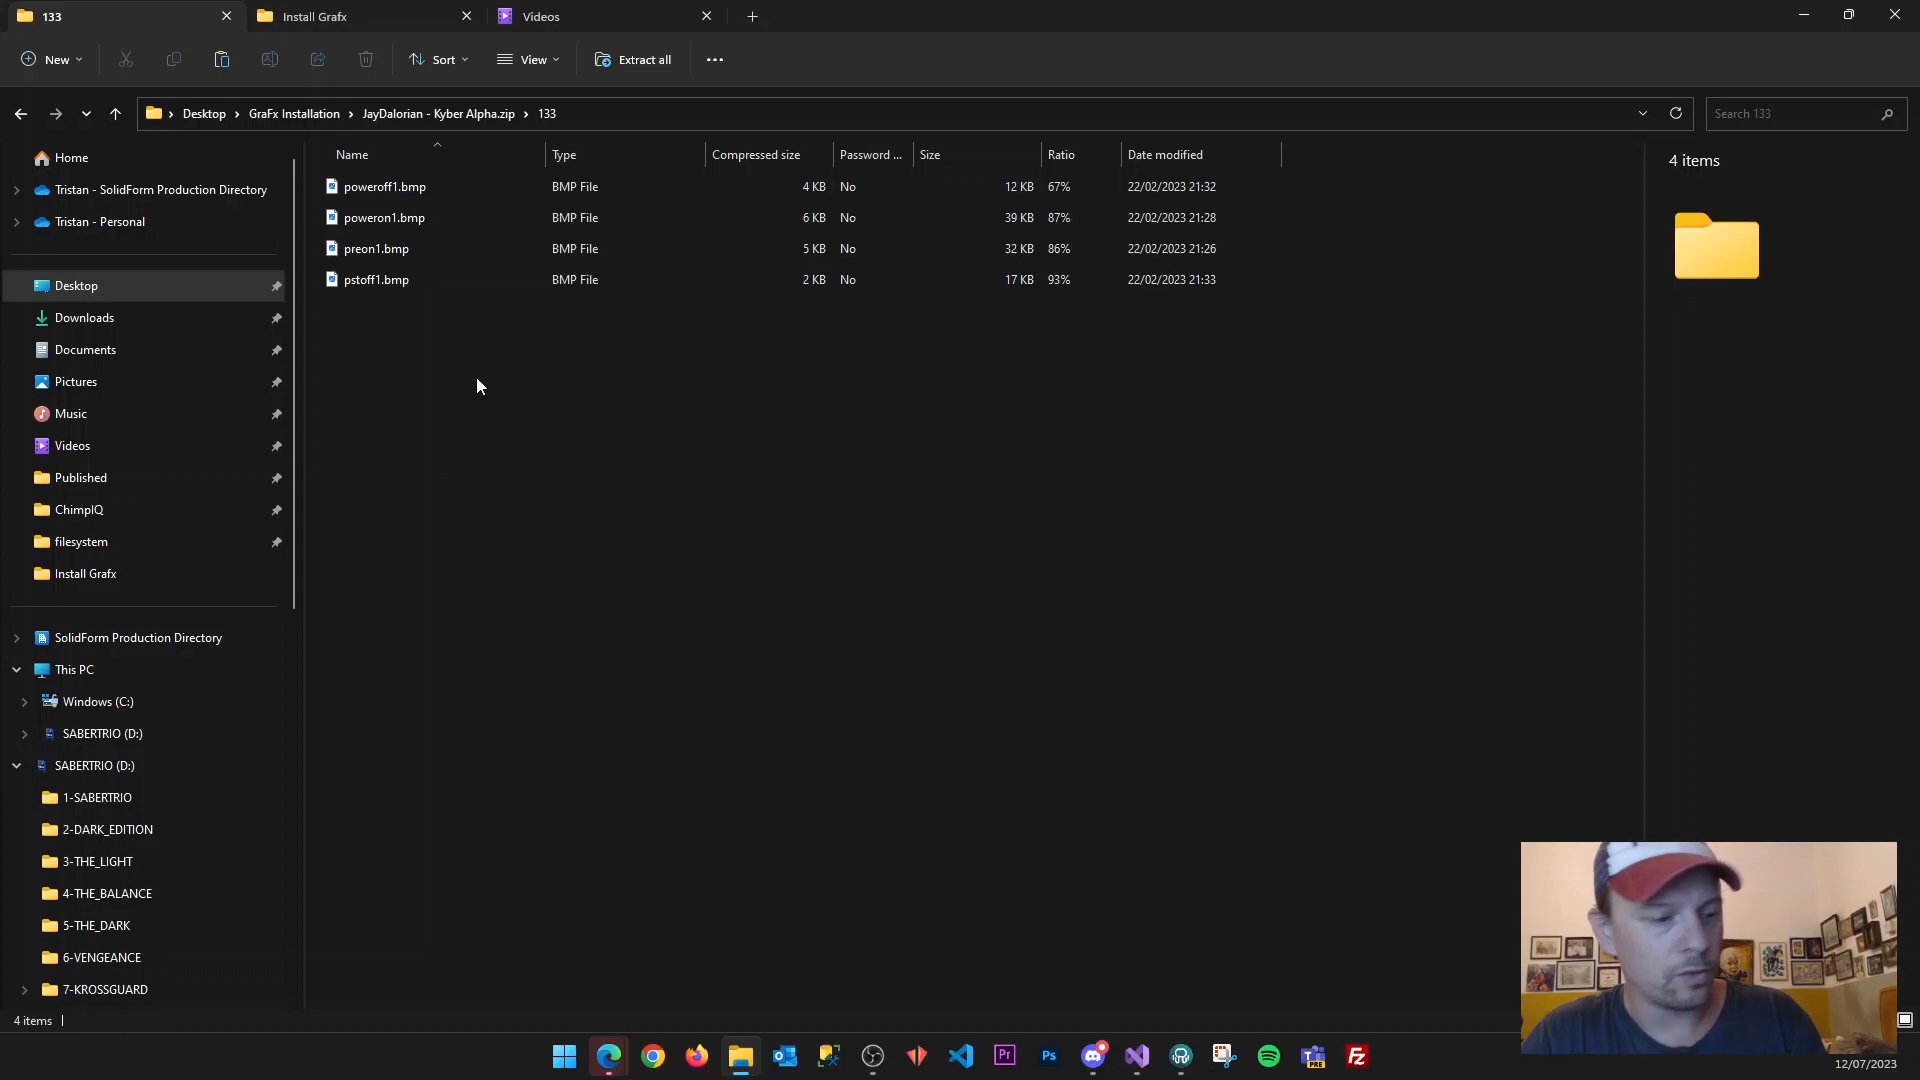 133
Install Grafx
Videos
New
Sort
View
Extract all
Desktop
GraFx Installation
JayDalorian - Kyber Alpha.zip
133
Search 133
Home
Tristan - SolidForm Production Directory
Tristan - Personal
Desktop
Downloads
Documents
Pictures
Music
Videos
Published
ChimpIQ
filesystem
Install Grafx
SolidForm Production Directory
This PC
Windows (C:)
SABERTRIO (D:)
SABERTRIO (D:)
1-SABERTRIO
2-DARK_EDITION
3-THE_LIGHT
4-THE_BALANCE
5-THE_DARK
6-VENGEANCE
7-KROSSGUARD
Name Type Compressed size Password ... Size Ratio Date modified
poweroff1.bmp BMP File 4 KB No 12 KB 67% 22/02/2023 21:32
poweron1.bmp BMP File 6 KB No 39 KB 87% 22/02/2023 21:28
preon1.bmp BMP File 5 KB No 32 KB 86% 22/02/2023 21:26
pstoff1.bmp BMP File 2 KB No 17 KB 93% 22/02/2023 21:33
4 items
4 items
Pr
Ps
PRE
Fz
12/07/2023